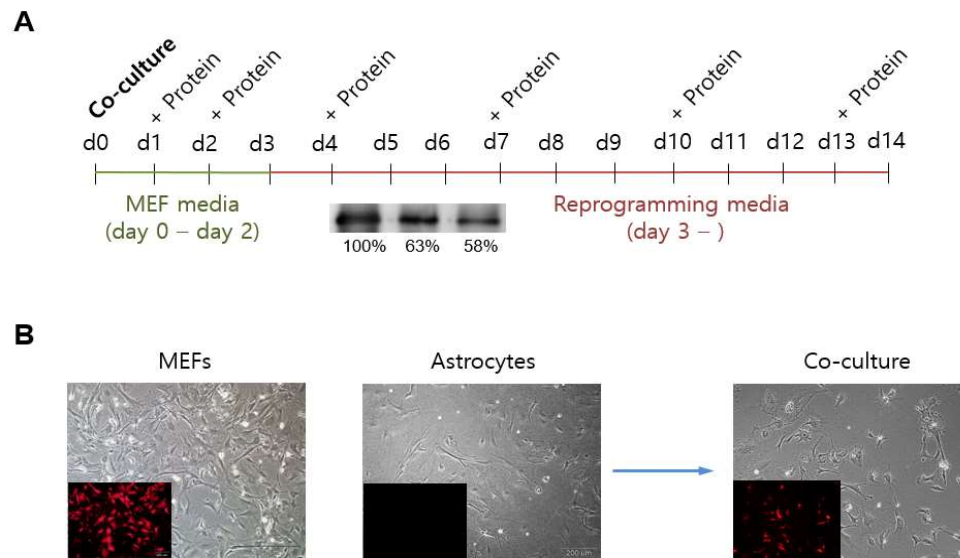 A
Co-culture
+ Protein
+ Protein
+ Protein
+ Protein
+ Protein
+ Protein
d0 d1 d2 d3 d4 d5 d6 d7 d8 d9 d10 d11 d12 d13 d14
MEF media
(day 0 – day 2)
100% 63% 58%
Reprogramming media
(day 3 – )
B
MEFs
Astrocytes
Co-culture
200 um